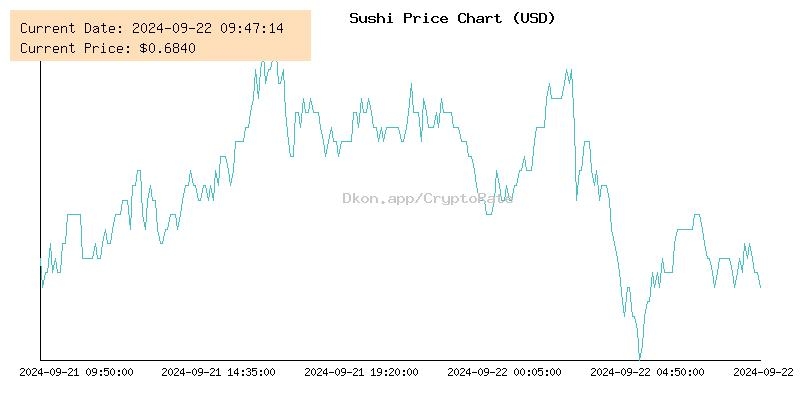 Sushi Price Chart (USD)
Current Date: 2024-09-22 09:47:14
Current Price: $0.6840
Dkon.app/CryptoRate
2024-09-21 09:50:00
2024-09-21 14:35:00
2024-09-21 19:20:00
2024-09-22 00:05:00
2024-09-22 04:50:00
2024-09-22